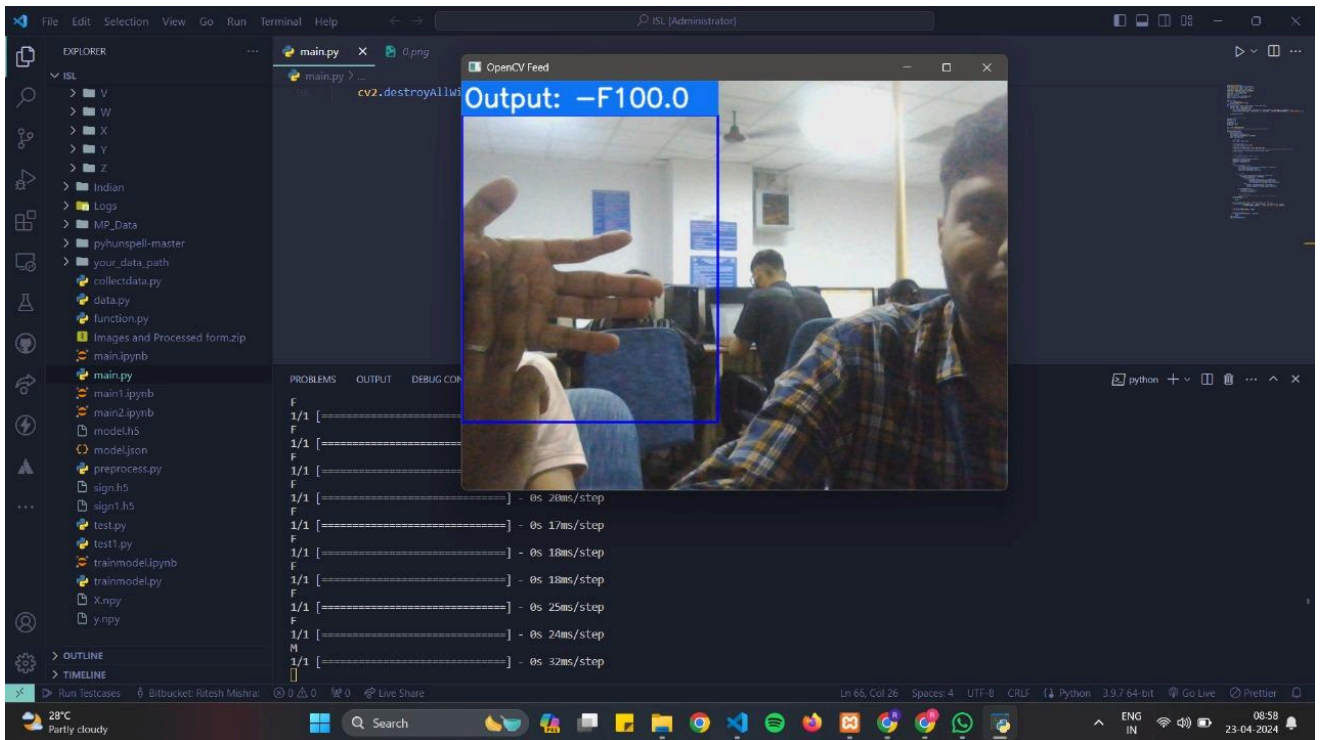 File Edit Selection View Go Run Terminal Help
ISL [Administrator]
EXPLORER
ISL
V
W
X
Y
Z
Indian
Logs
MP_Data
pyhunspell-master
your_data_path
collectdata.py
data.py
function.py
Images and Processed form.zip
main.ipynb
main.py
main1.ipynb
main2.ipynb
model.h5
model.json
preprocess.py
sign.h5
sign1.h5
test.py
test1.py
trainmodel.ipynb
trainmodel.py
X.npy
y.npy
OUTLINE
TIMELINE
main.py
0.png
main.py > ...
cv2.destroyAllWi
OpenCV Feed
Output: -F100.0
PROBLEMS OUTPUT DEBUG CON
python
F
1/1 [====================
F
1/1 [====================
F
1/1 [====================
F
1/1 [==============================] - 0s 20ms/step
F
1/1 [==============================] - 0s 17ms/step
F
1/1 [==============================] - 0s 18ms/step
F
1/1 [==============================] - 0s 18ms/step
F
1/1 [==============================] - 0s 25ms/step
F
1/1 [==============================] - 0s 24ms/step
M
1/1 [==============================] - 0s 32ms/step
Run Testcases Bitbucket: Ritesh Mishra: 0 0 0 Live Share
Ln 66, Col 26 Spaces: 4 UTF-8 CRLF Python 3.9.7 64-bit Go Live Prettier
28°C
Partly cloudy
Search
ENG
IN
08:58
23-04-2024